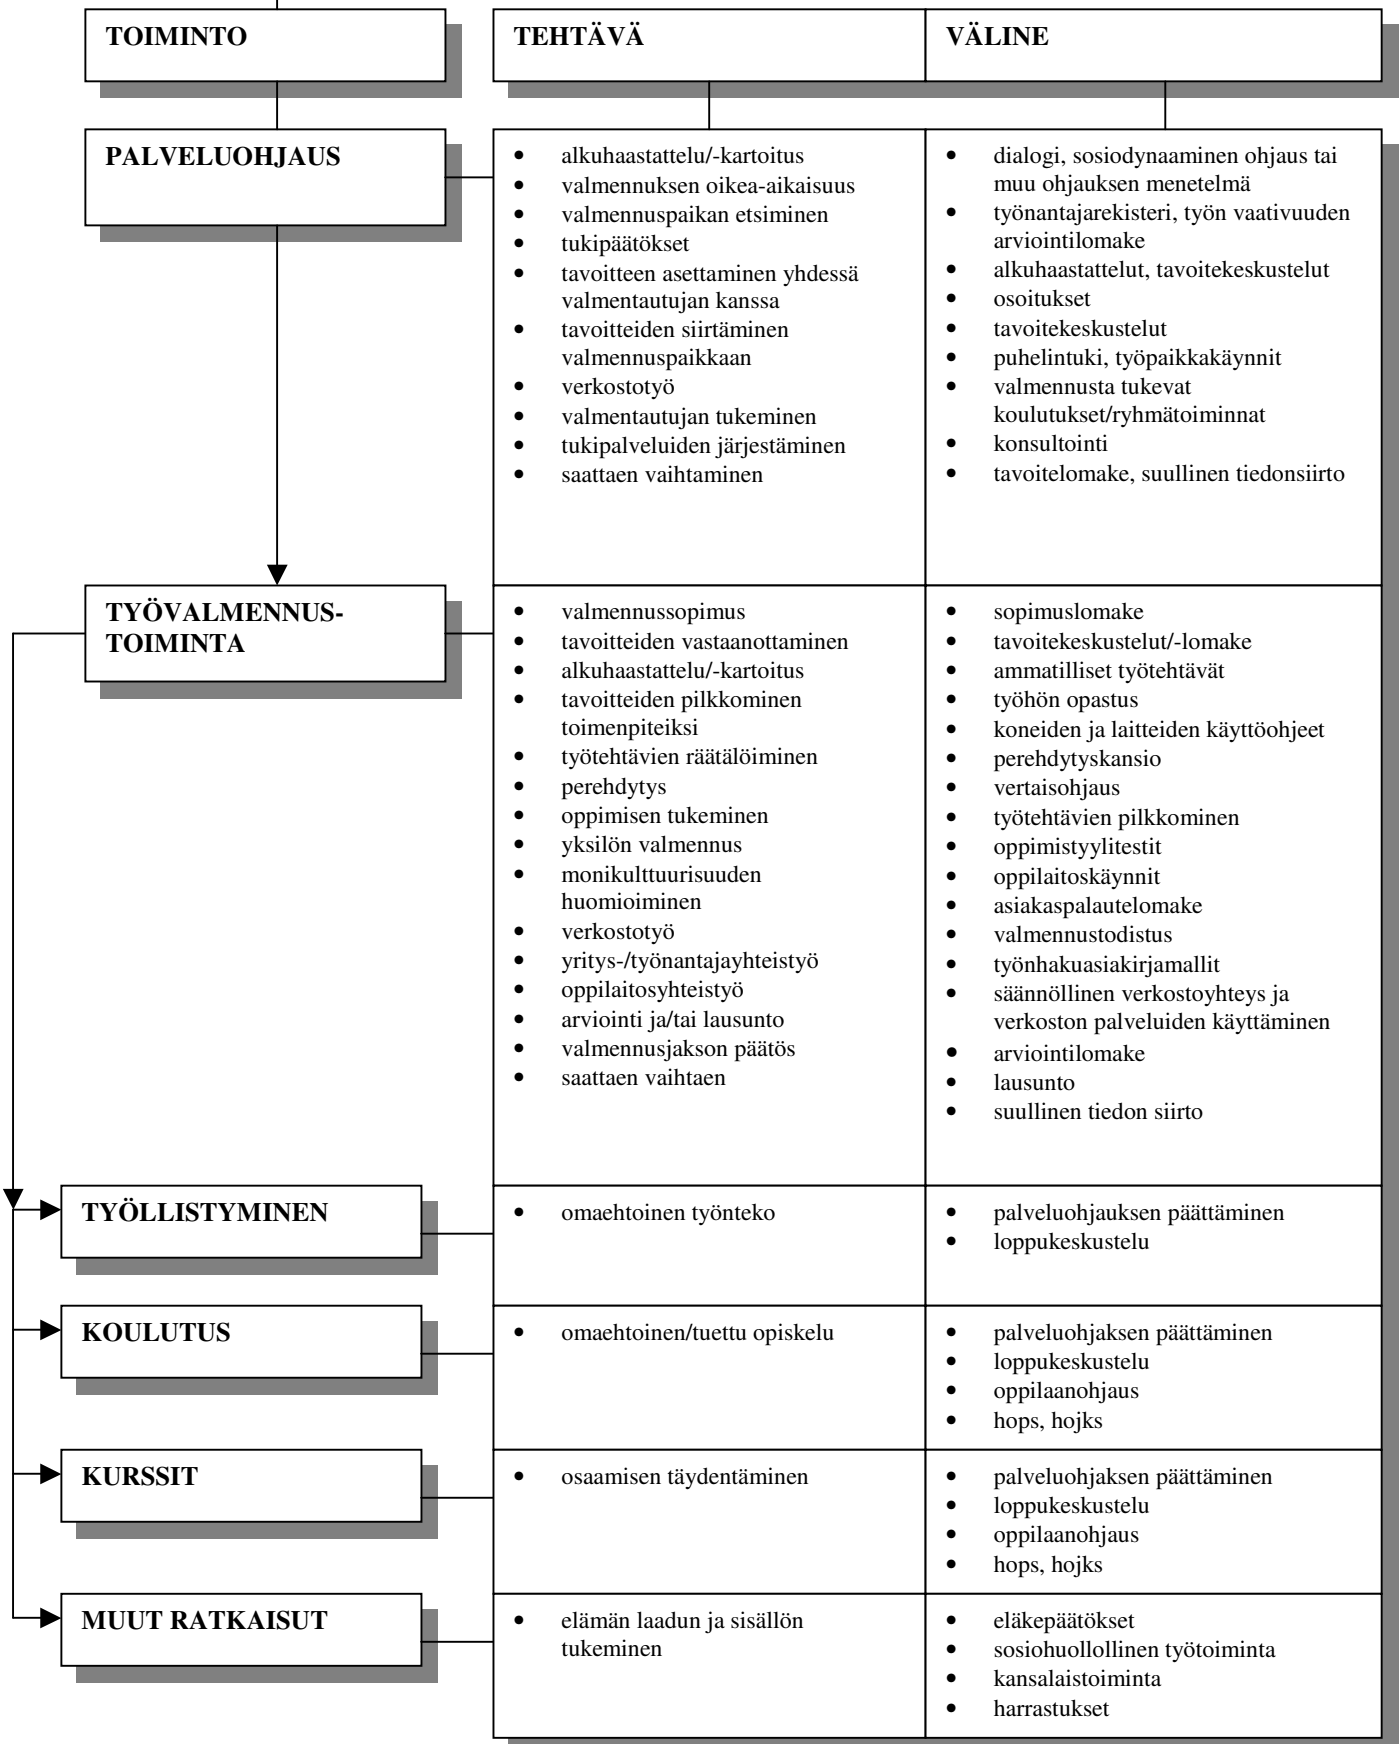 TOIMINTO
TEHTÄVÄ
VÄLINE
PALVELUOHJAUS
• alkuhaastattelu/-kartoitus
• valmennuksen oikea-aikaisuus
• valmennuspaikan etsiminen
• tukipäätökset
• tavoitteen asettaminen yhdessä
valmentautujan kanssa
• tavoitteiden siirtäminen
valmennuspaikkaan
• verkostotyö
• valmentautujan tukeminen
• tukipalveluiden järjestäminen
• saattaen vaihtaminen
• dialogi, sosiodynaaminen ohjaus tai
muu ohjauksen menetelmä
• työnantajarekisteri, työn vaativuuden
arviointilomake
• alkuhaastattelut, tavoitekeskustelut
• osoitukset
• tavoitekeskustelut
• puhelintuki, työpaikkakäynnit
• valmennusta tukevat
koulutukset/ryhmätoiminnat
• konsultointi
• tavoitelomake, suullinen tiedonsiirto
TYÖVALMENNUS-
TOIMINTA
• valmennussopimus
• tavoitteiden vastaanottaminen
• alkuhaastattelu/-kartoitus
• tavoitteiden pilkkominen
toimenpiteiksi
• työtehtävien räätälöiminen
• perehdytys
• oppimisen tukeminen
• yksilön valmennus
• monikulttuurisuuden
huomioiminen
• verkostotyö
• yritys-/työnantajayhteistyö
• oppilaitosyhteistyö
• arviointi ja/tai lausunto
• valmennusjakson päätös
• saattaen vaihtaen
• sopimuslomake
• tavoitekeskustelut/-lomake
• ammatilliset työtehtävät
• työhön opastus
• koneiden ja laitteiden käyttöohjeet
• perehdytyskansio
• vertaisohjaus
• työtehtävien pilkkominen
• oppimistyylitestit
• oppilaitoskäynnit
• asiakaspalautelomake
• valmennustodistus
• työnhakuasiakirjamallit
• säännöllinen verkostoyhteys ja
verkoston palveluiden käyttäminen
• arviointilomake
• lausunto
• suullinen tiedon siirto
TYÖLLISTYMINEN
• omaehtoinen työnteko
• palveluohjauksen päättäminen
• loppukeskustelu
KOULUTUS
• omaehtoinen/tuettu opiskelu
• palveluohjaksen päättäminen
• loppukeskustelu
• oppilaanohjaus
• hops, hojks
KURSSIT
• osaamisen täydentäminen
• palveluohjaksen päättäminen
• loppukeskustelu
• oppilaanohjaus
• hops, hojks
MUUT RATKAISUT
• elämän laadun ja sisällön
tukeminen
• eläkepäätökset
• sosiohuollollinen työtoiminta
• kansalaistoiminta
• harrastukset